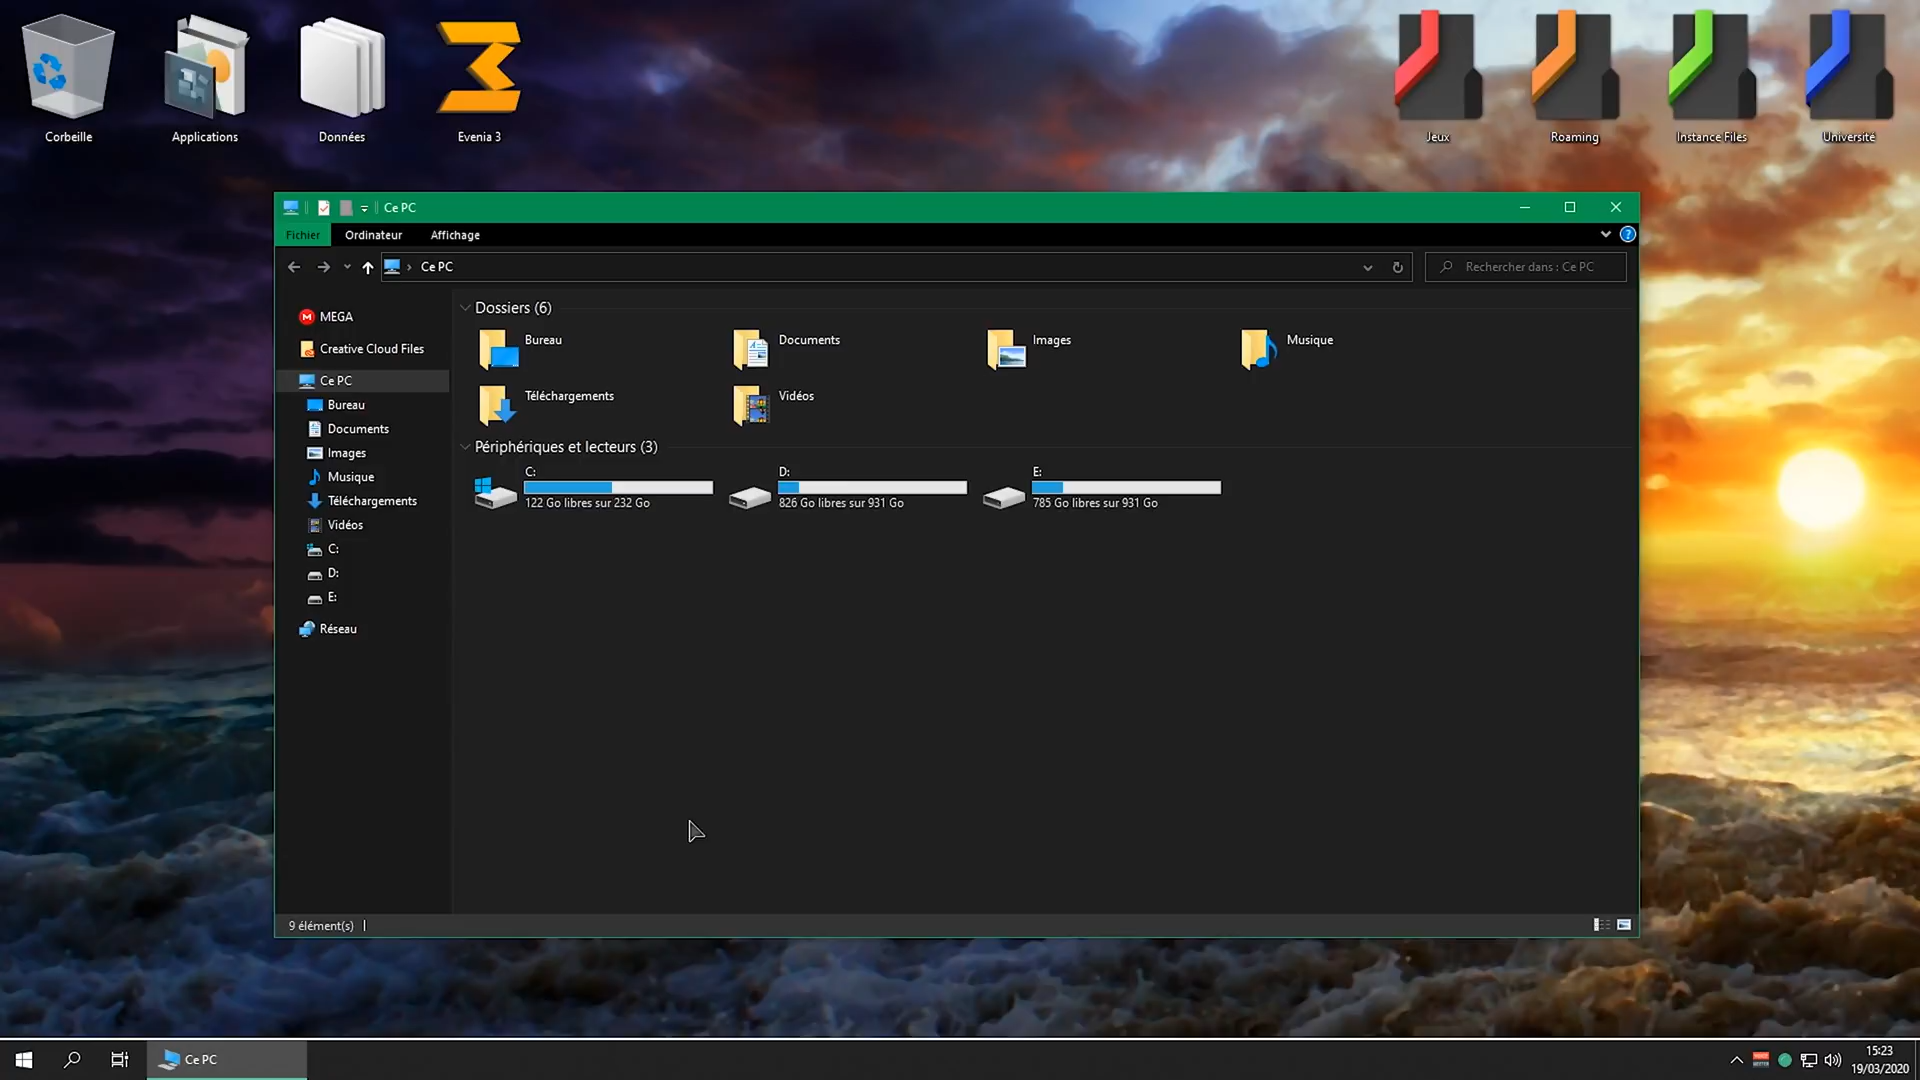 Corbeille
Applications
Données
Evenia 3
Jeux
Roaming
Instance Files
Université
Ce PC
Fichier
Ordinateur
Affichage
?
Ce PC
Rechercher dans : Ce PC
MEGA
Creative Cloud Files
Ce PC
Bureau
Documents
Images
Musique
Téléchargements
Vidéos
C:
D:
E:
Réseau
Dossiers (6)
Bureau
Documents
Images
Musique
Téléchargements
Vidéos
Périphériques et lecteurs (3)
C:
122 Go libres sur 232 Go
D:
826 Go libres sur 931 Go
E:
785 Go libres sur 931 Go
9 élément(s)
Ce PC
15:23
19/03/2020